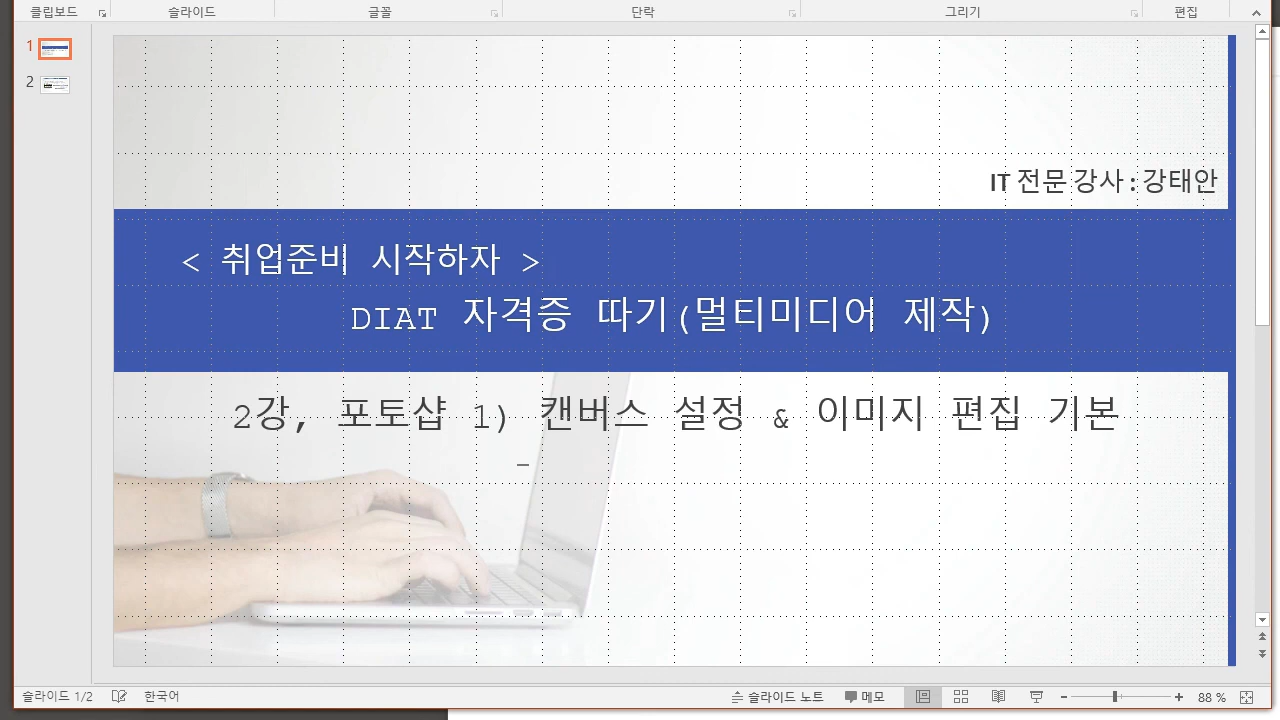 클립보드 슬라이드 글꼴 단락 그리기 편집
1
2
IT 전문 강사 : 강태안
< 취업준비 시작하자 >
DIAT 자격증 따기(멀티미디어 제작)
2강, 포토샵 1) 캔버스 설정 & 이미지 편집 기본
–
슬라이드 1/2 한국어 슬라이드 노트 메모 88 %